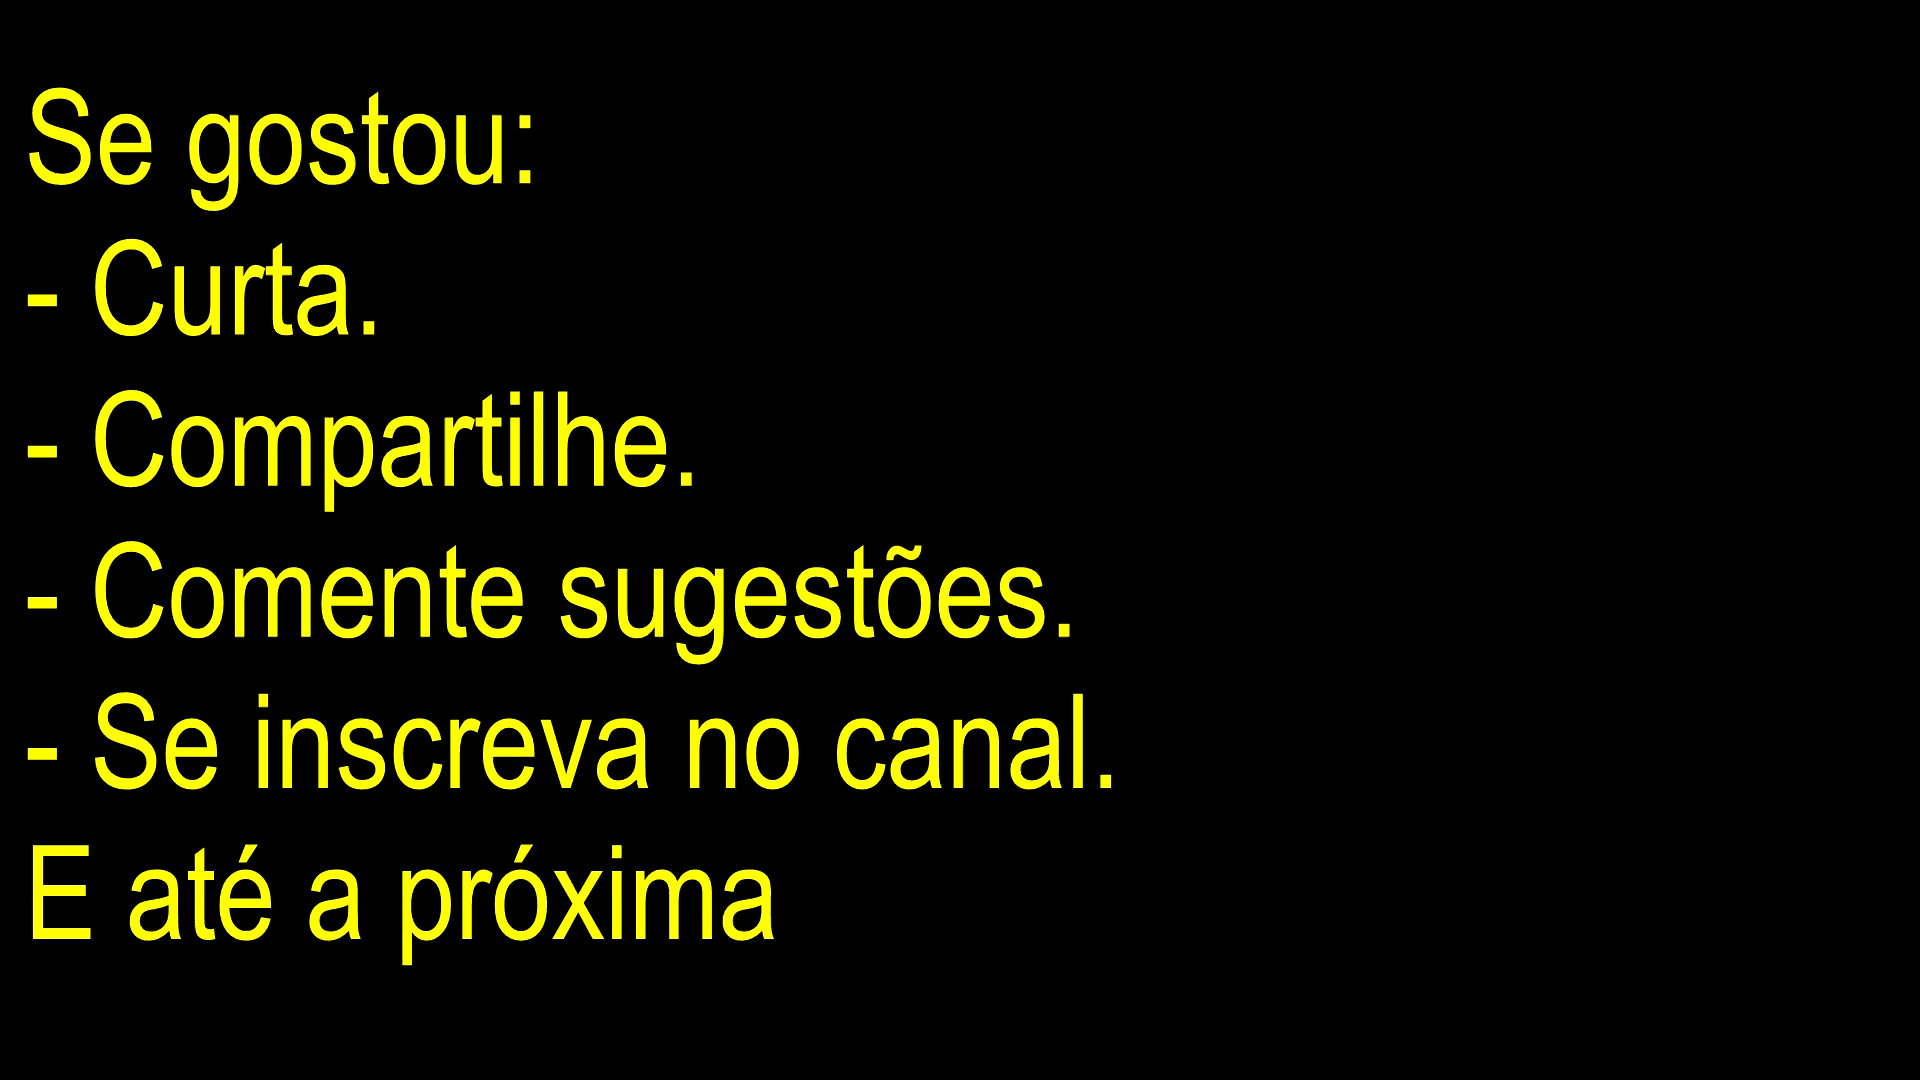 Se gostou:
- Curta.
- Compartilhe.
- Comente sugestões.
- Se inscreva no canal.
E até a próxima